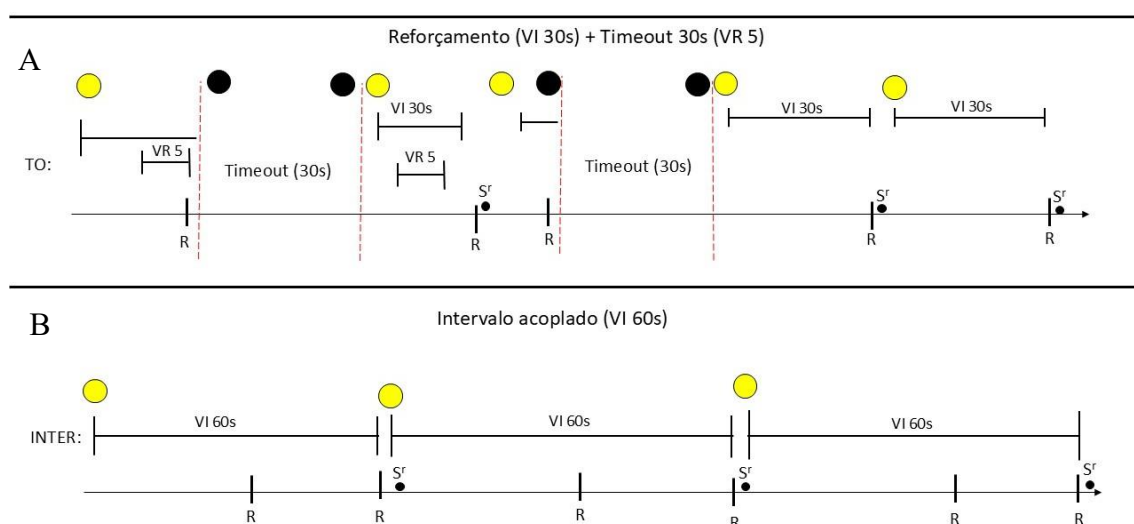 Reforçamento (VI 30s) + Timeout 30s (VR 5)
A
VI 30s
VI 30s
VI 30s
TO:
VR 5
Timeout (30s)
VR 5
Timeout (30s)
Sʳ
Sʳ
Sʳ
R
R
R
R
R
B
Intervalo acoplado (VI 60s)
INTER:
VI 60s
VI 60s
VI 60s
Sʳ
Sʳ
Sʳ
R
R
R
R
R
R